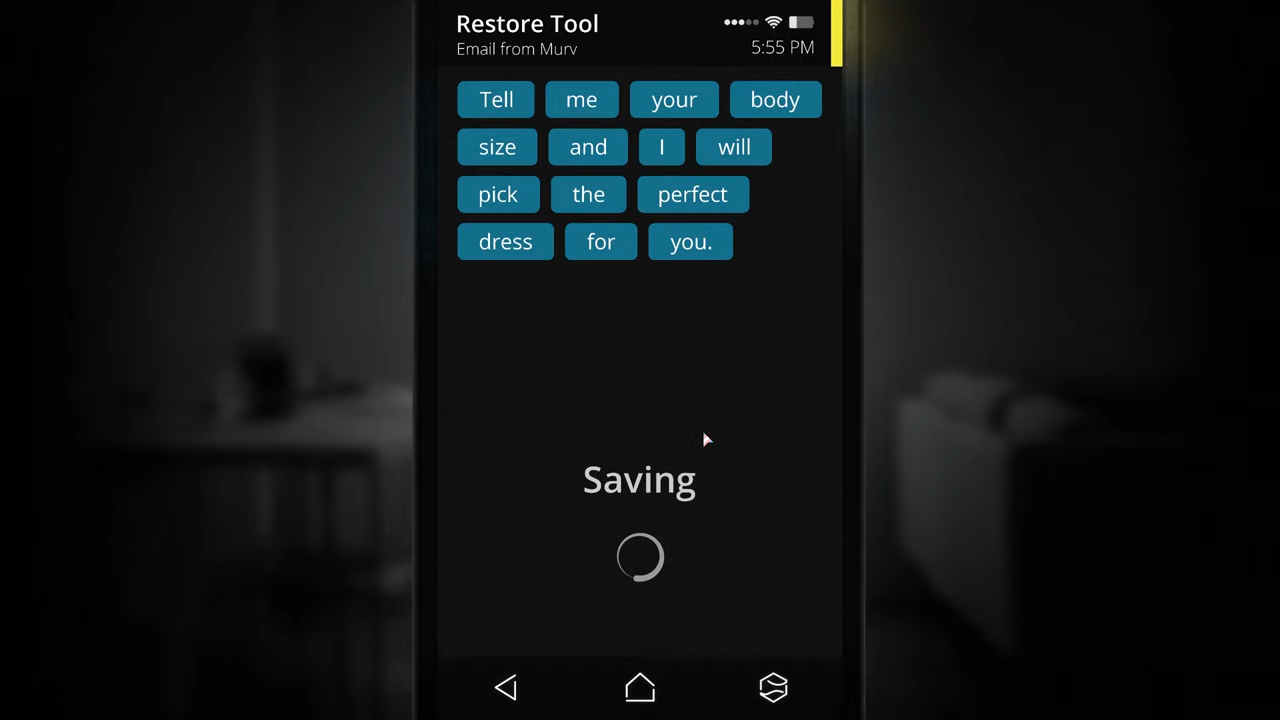 Restore Tool
Email from Murv
5:55 PM
Tell me your body
size and I will
pick the perfect
dress for you.
Saving